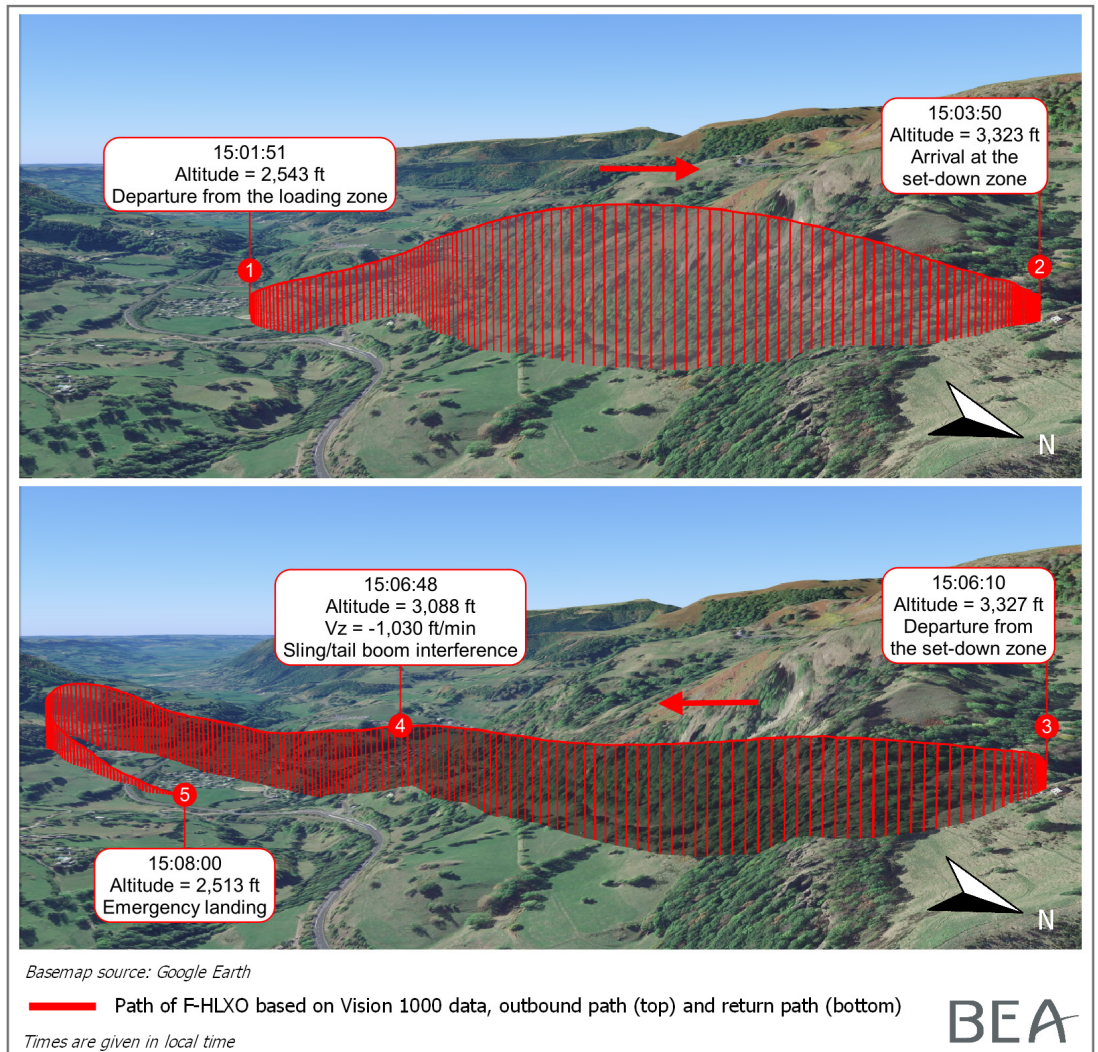 15:01:51
Altitude = 2,543 ft
Departure from the loading zone
15:03:50
Altitude = 3,323 ft
Arrival at the
set-down zone
1
2
N
15:06:48
Altitude = 3,088 ft
Vz = -1,030 ft/min
Sling/tail boom interference
15:06:10
Altitude = 3,327 ft
Departure from
the set-down zone
4
3
5
15:08:00
Altitude = 2,513 ft
Emergency landing
N
Basemap source: Google Earth
Path of F-HLXO based on Vision 1000 data, outbound path (top) and return path (bottom)
BEA
Times are given in local time